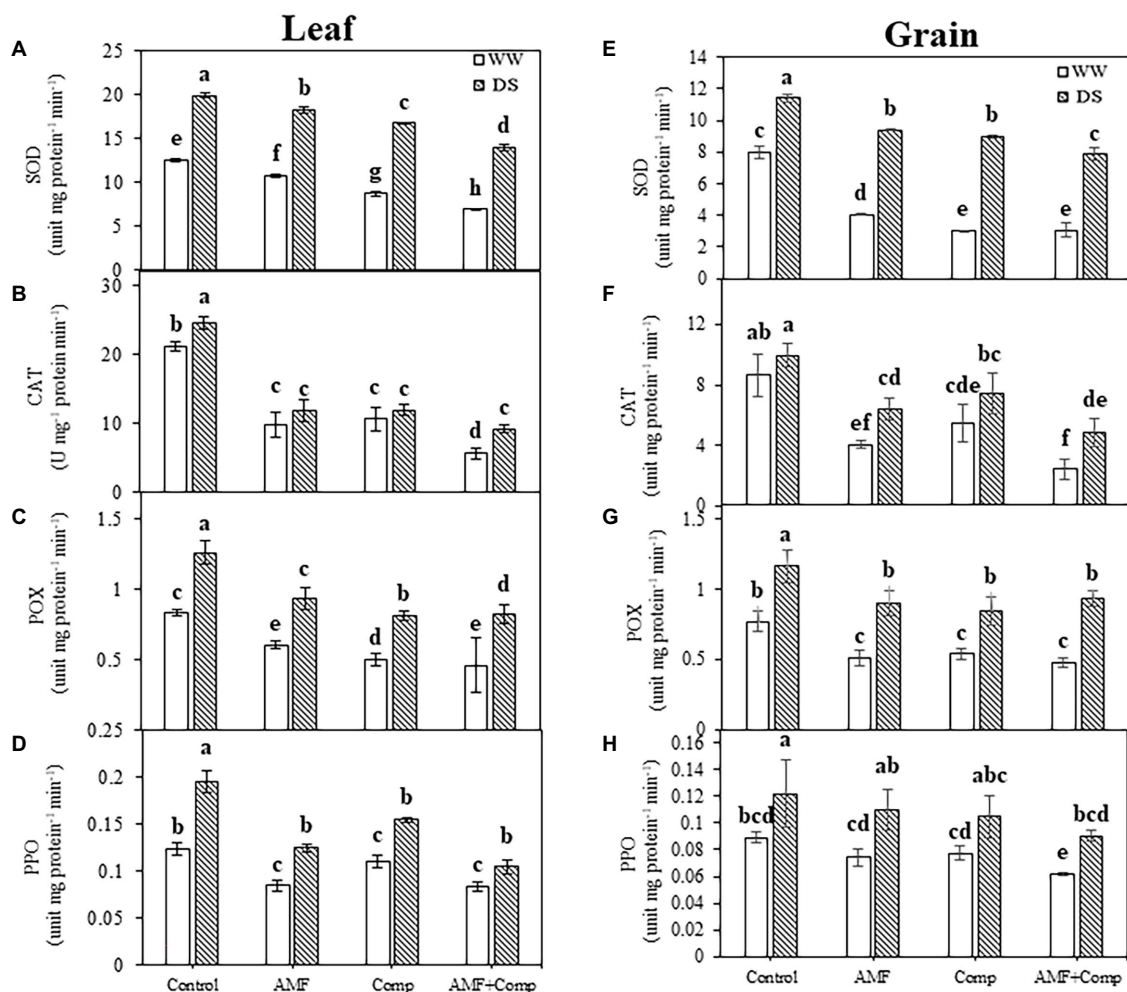 Leaf
A
SOD
(unit mg protein⁻¹ min⁻¹)
25
20
15
10
5
0
WW
DS
e
a
f
b
g
c
h
d
B
CAT
(U ng⁻¹ protein min⁻¹)
30
20
10
0
b
a
c
c
c
c
d
c
C
POX
(unit mg protein⁻¹ min⁻¹)
1.5
1
0.5
0.25
c
a
e
c
d
b
e
d
D
PPO
(unit mg protein⁻¹ min⁻¹)
0.2
0.15
0.1
0.05
0
b
a
c
b
c
b
c
b
Control
AMF
Comp
AMF+Comp
Grain
E
SOD
(unit mg protein⁻¹ min⁻¹)
14
12
10
8
6
4
2
0
WW
DS
c
a
d
b
e
b
e
c
F
CAT
(unit mg protein⁻¹ min⁻¹)
12
8
4
0
ab
a
ef
cd
cde
bc
f
de
G
POX
(unit mg protein⁻¹ min⁻¹)
1.5
1
0.5
0
b
a
c
b
c
b
c
b
H
PPO
(unit mg protein⁻¹ min⁻¹)
0.16
0.14
0.12
0.1
0.08
0.06
0.04
0.02
0
bcd
a
cd
ab
cd
abc
e
bcd
Control
AMF
Comp
AMF+Comp